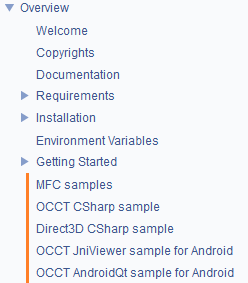 Overview
Welcome
Copyrights
Documentation
Requirements
Installation
Environment Variables
Getting Started
MFC samples
OCCT CSharp sample
Direct3D CSharp sample
OCCT JniViewer sample for Android
OCCT AndroidQt sample for Android